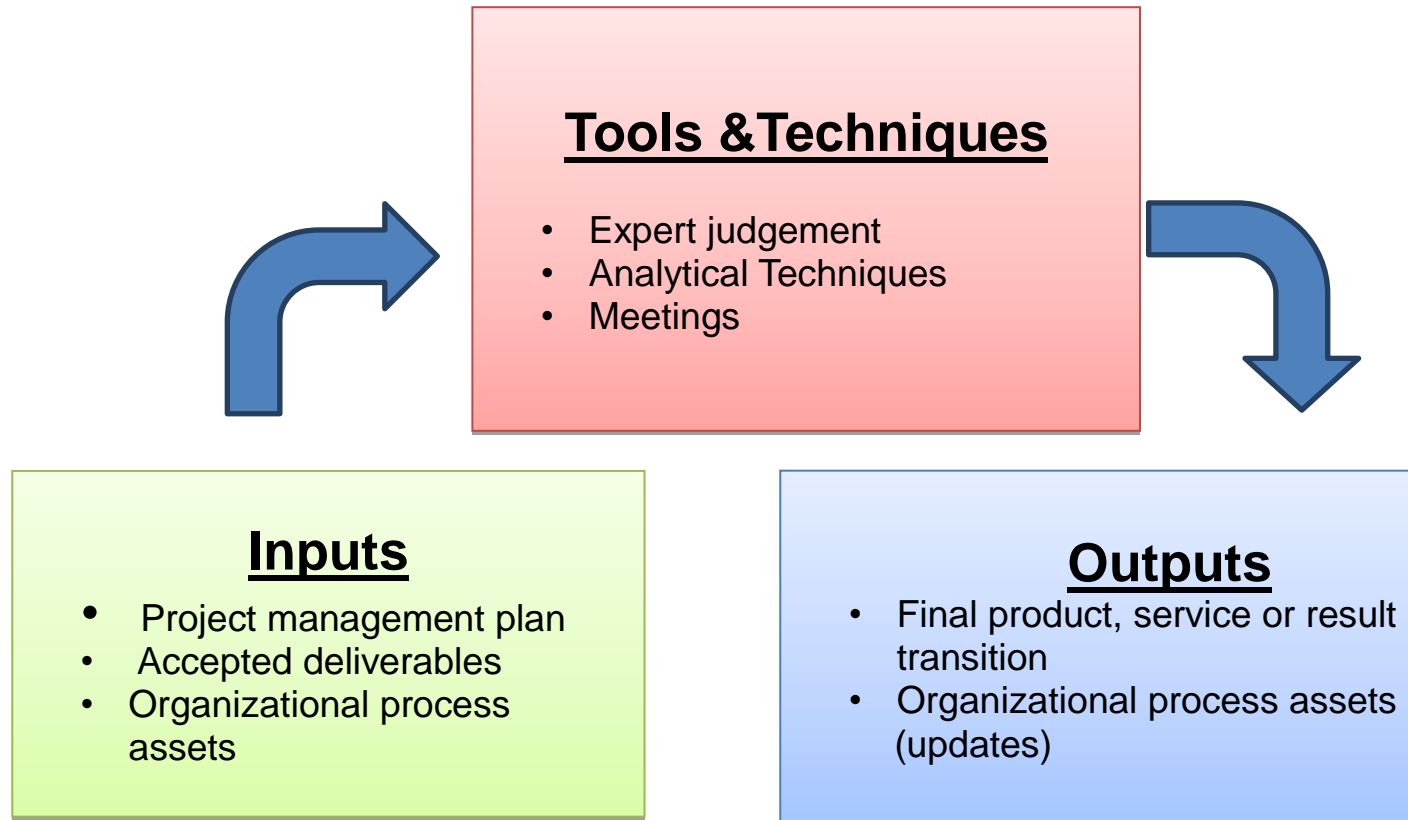 Tools &Techniques
• Expert judgement
• Analytical Techniques
• Meetings
Inputs
• Project management plan
• Accepted deliverables
• Organizational process
assets
Outputs
• Final product, service or result
transition
• Organizational process assets
(updates)